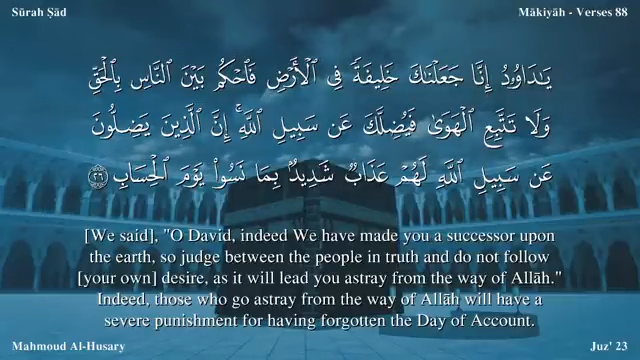 Sūrah Ṣād
Mākiyāh - Verses 88
يَـٰدَاوُۥدُ إِنَّا جَعَلْنَـٰكَ خَلِيفَةً فِى ٱلْأَرْضِ فَٱحْكُم بَيْنَ ٱلنَّاسِ بِٱلْحَقِّ
وَلَا تَتَّبِعِ ٱلْهَوَىٰ فَيُضِلَّكَ عَن سَبِيلِ ٱللَّهِ ۚ إِنَّ ٱلَّذِينَ يَضِلُّونَ
عَن سَبِيلِ ٱللَّهِ لَهُمْ عَذَابٌ شَدِيدٌۢ بِمَا نَسُوا۟ يَوْمَ ٱلْحِسَابِ ٢٦
[We said], "O David, indeed We have made you a successor upon
the earth, so judge between the people in truth and do not follow
[your own] desire, as it will lead you astray from the way of Allāh."
Indeed, those who go astray from the way of Allāh will have a
severe punishment for having forgotten the Day of Account.
Mahmoud Al-Husary
Juz' 23